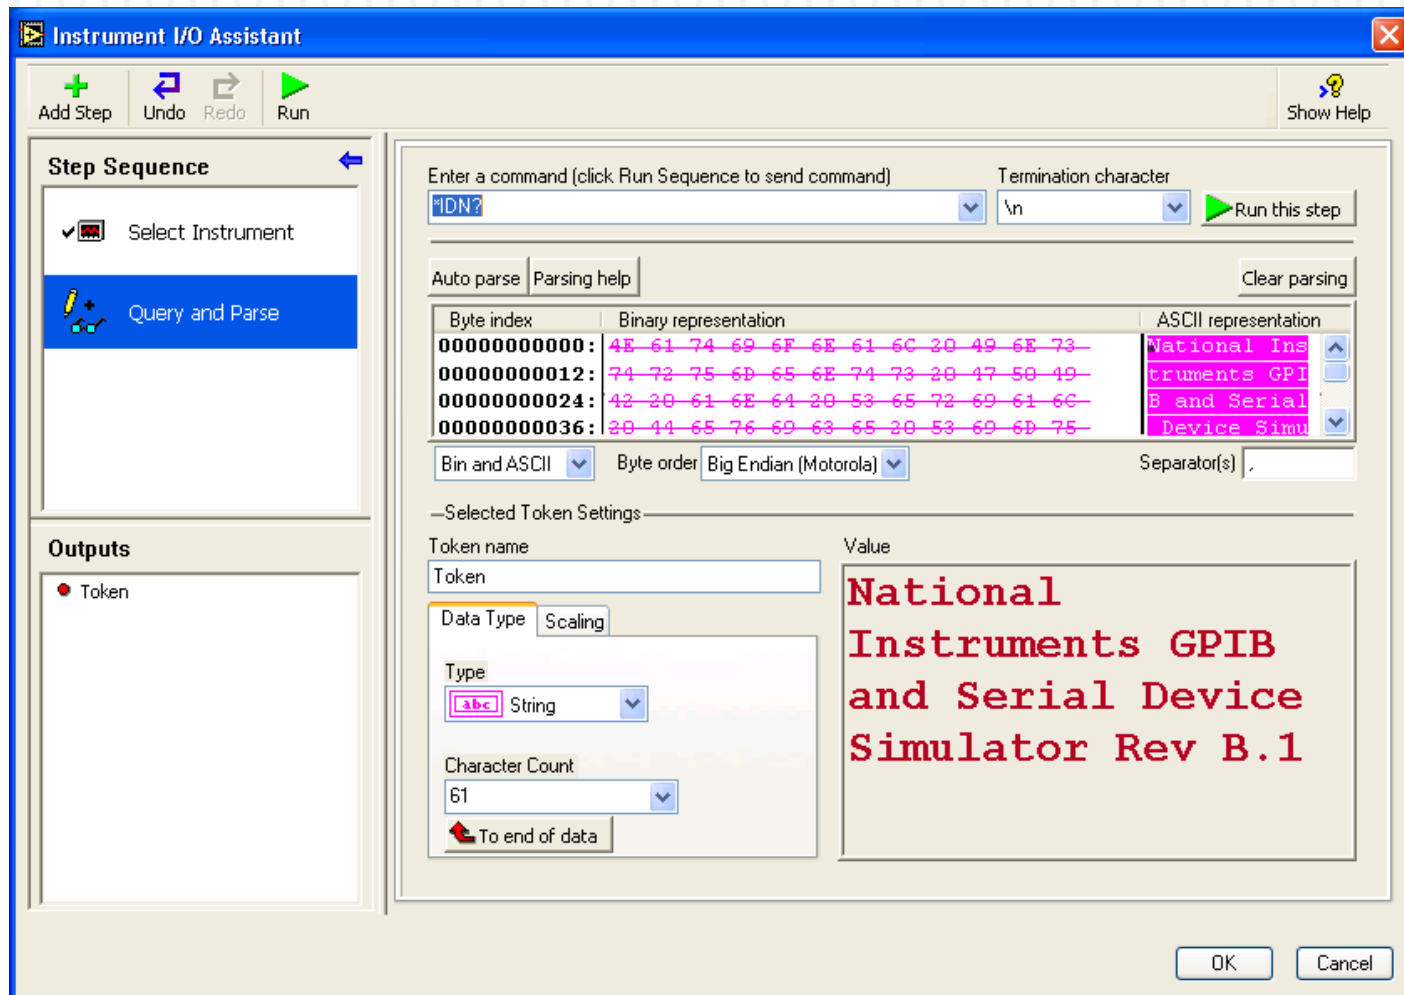 Instrument I/O Assistant
Add Step Undo Redo Run Show Help
Step Sequence
Select Instrument
Query and Parse
Outputs
Token
Enter a command (click Run Sequence to send command) Termination character
*IDN? \n Run this step
Auto parse Parsing help Clear parsing
Byte index Binary representation ASCII representation
00000000000: 4E 61 74 69 6F 6E 61 6C 20 49 6E 73 National Ins
00000000012: 74 72 75 6D 65 6E 74 73 20 47 50 49 truments GPI
00000000024: 42 20 61 6E 64 20 53 65 72 69 61 6C B and Serial
00000000036: 20 44 65 76 69 63 65 20 53 69 6D 75 Device Simu
Bin and ASCII Byte order Big Endian (Motorola) Separator(s) ,
Selected Token Settings
Token name
Token
Data Type Scaling
Type
abc String
Character Count
61
To end of data
Value
National
Instruments GPIB
and Serial Device
Simulator Rev B.1
OK Cancel